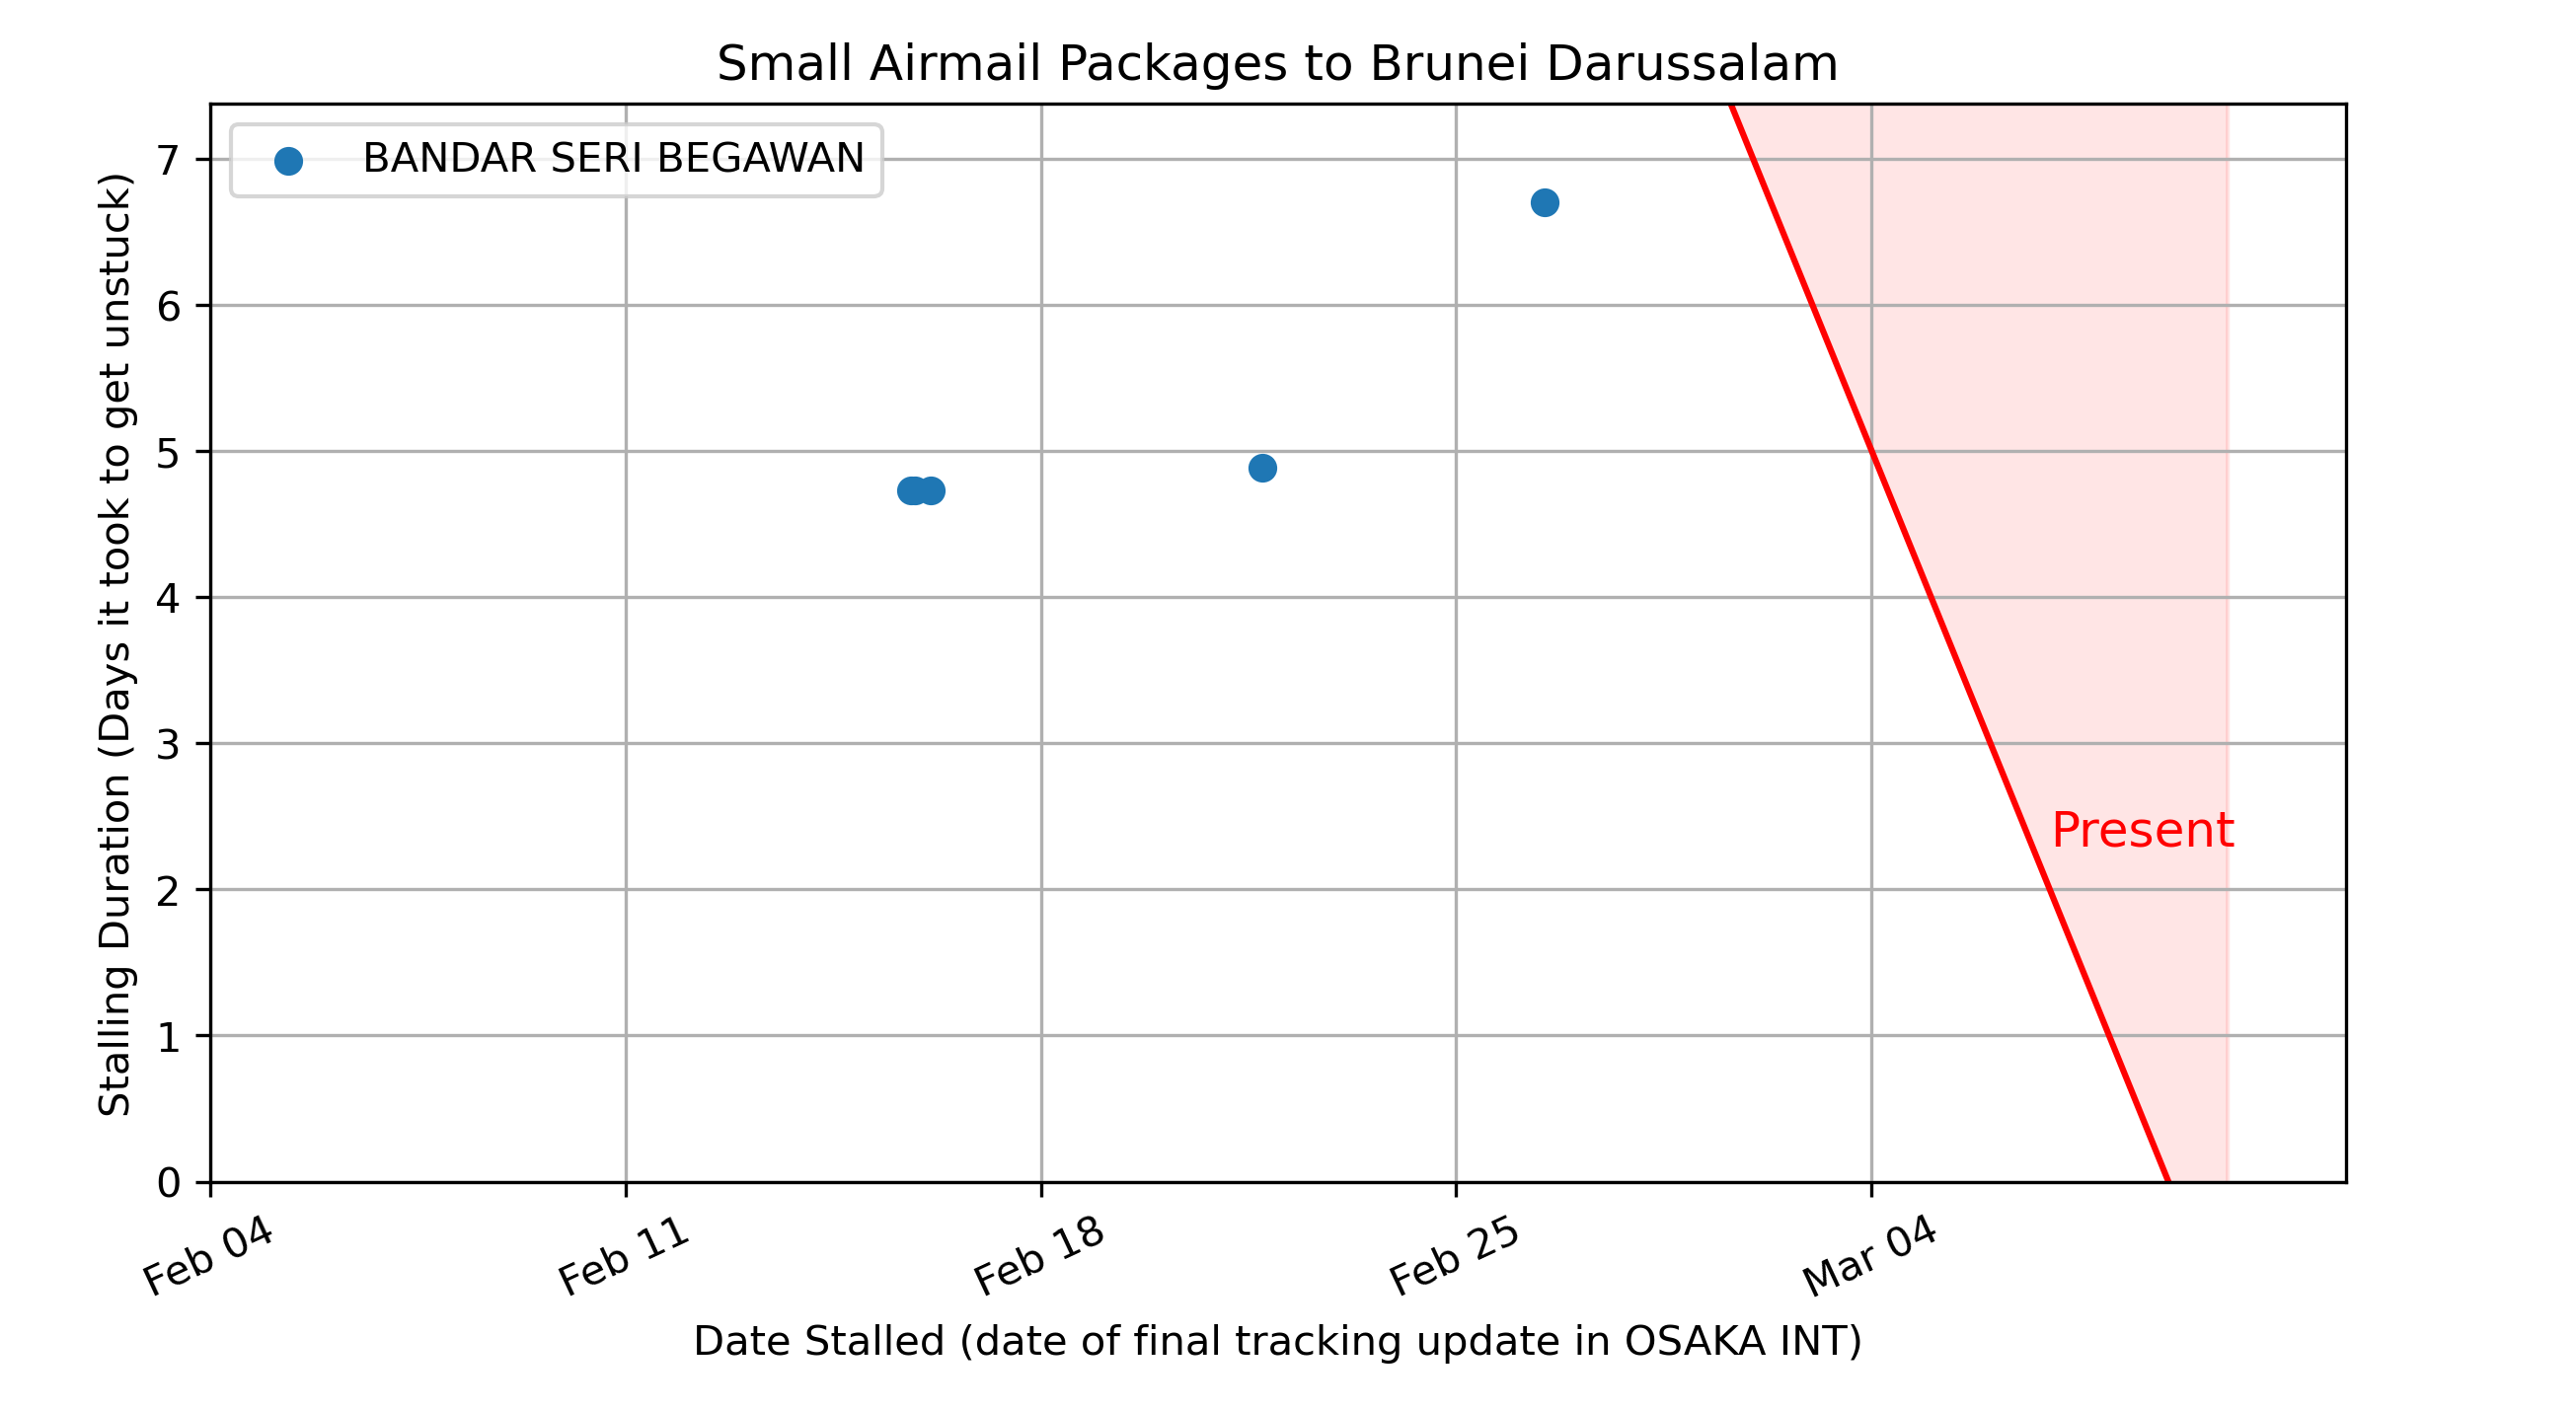 Small Airmail Packages to Brunei Darussalam
BANDAR SERI BEGAWAN
Stalling Duration (Days it took to get unstuck)
7
6
5
4
3
2
1
0
Present
Feb 04
Feb 11
Feb 18
Feb 25
Mar 04
Date Stalled (date of final tracking update in OSAKA INT)